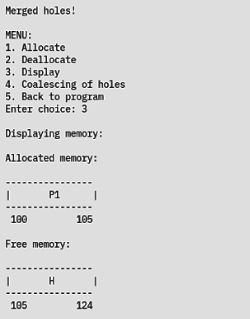 Merged holes!
MENU:
1. Allocate
2. Deallocate
3. Display
4. Coalescing of holes
5. Back to program
Enter choice: 3
Displaying memory:
Allocated memory:
----------------
|       P1      |
----------------
100         105
Free memory:
----------------
|       H       |
----------------
105         124